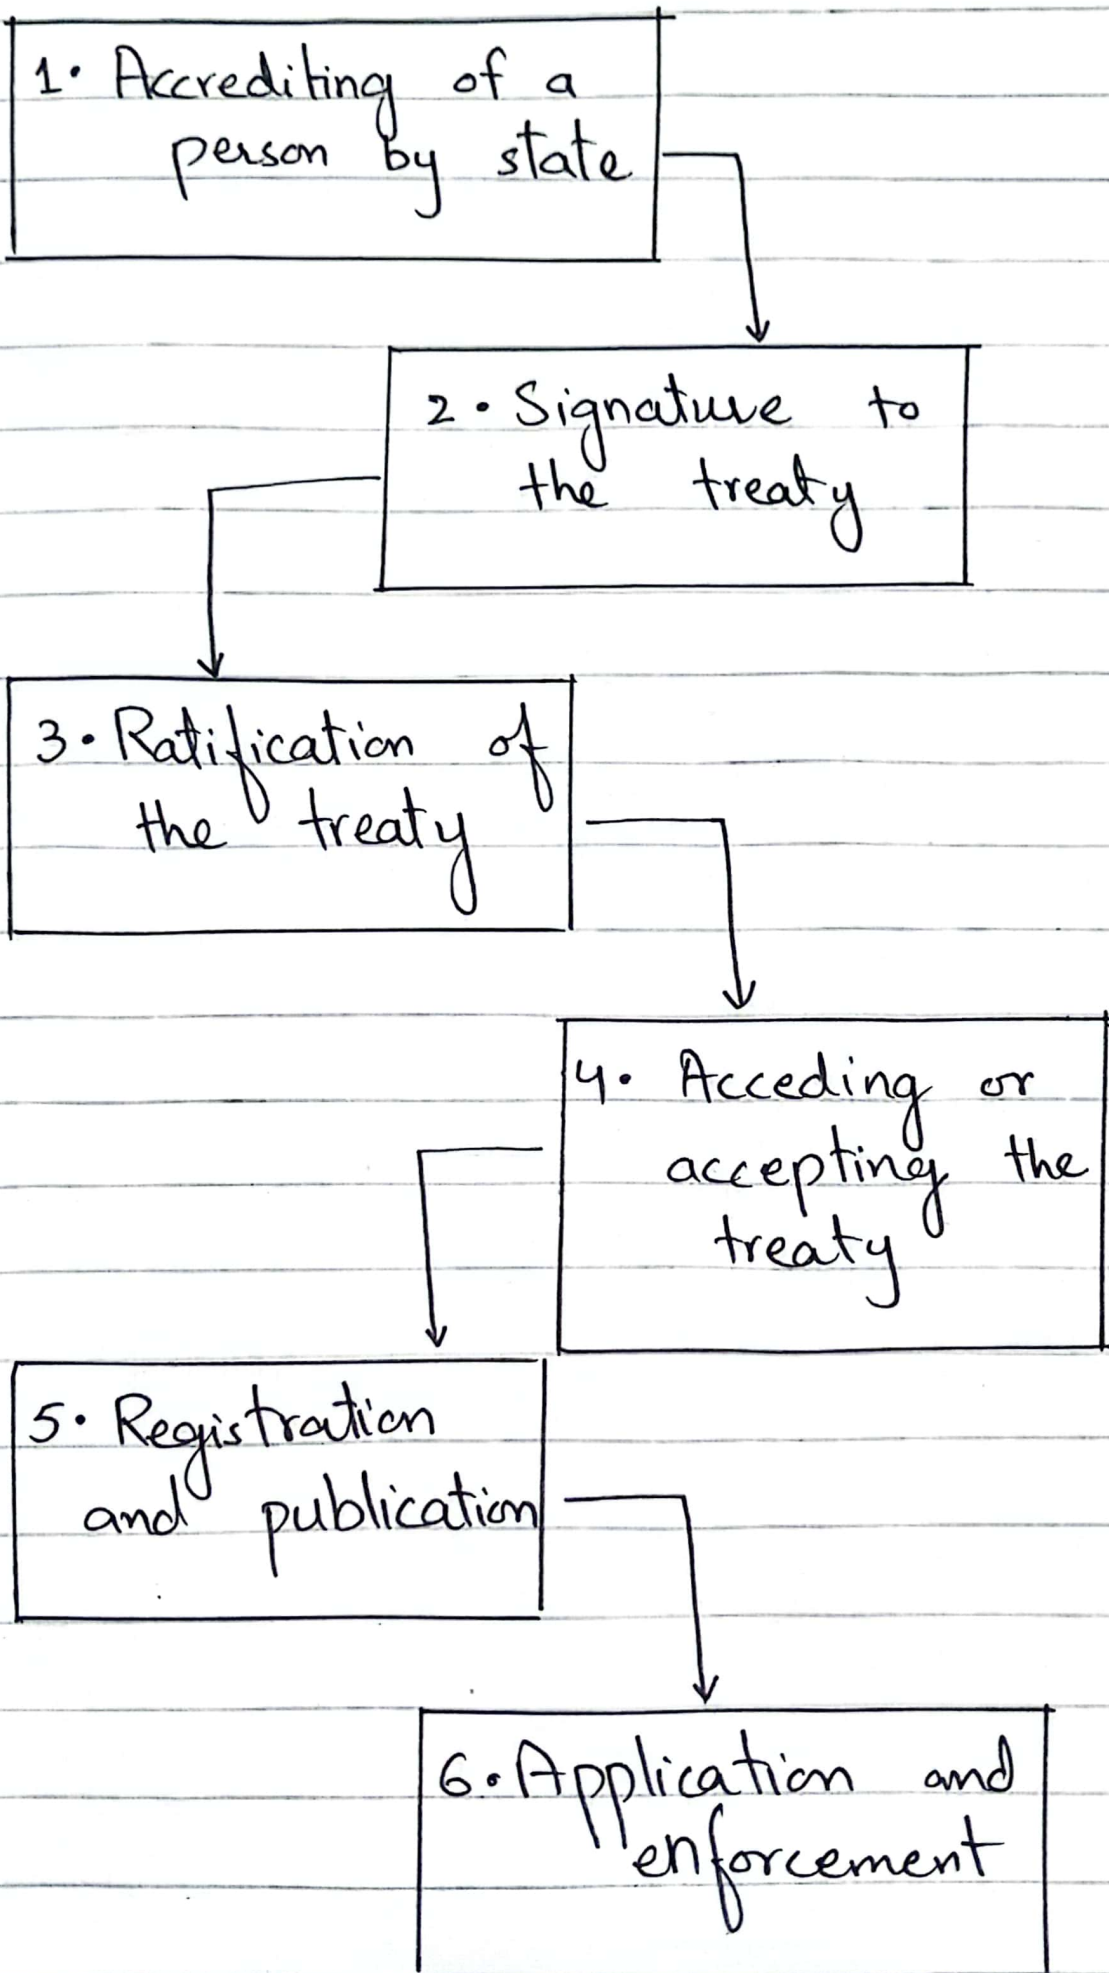 1. Accrediting of a
person by state
2. Signature to
the treaty
3. Ratification of
the treaty
4. Acceding or
accepting the
treaty
5. Registration
and publication
6. Application and
enforcement